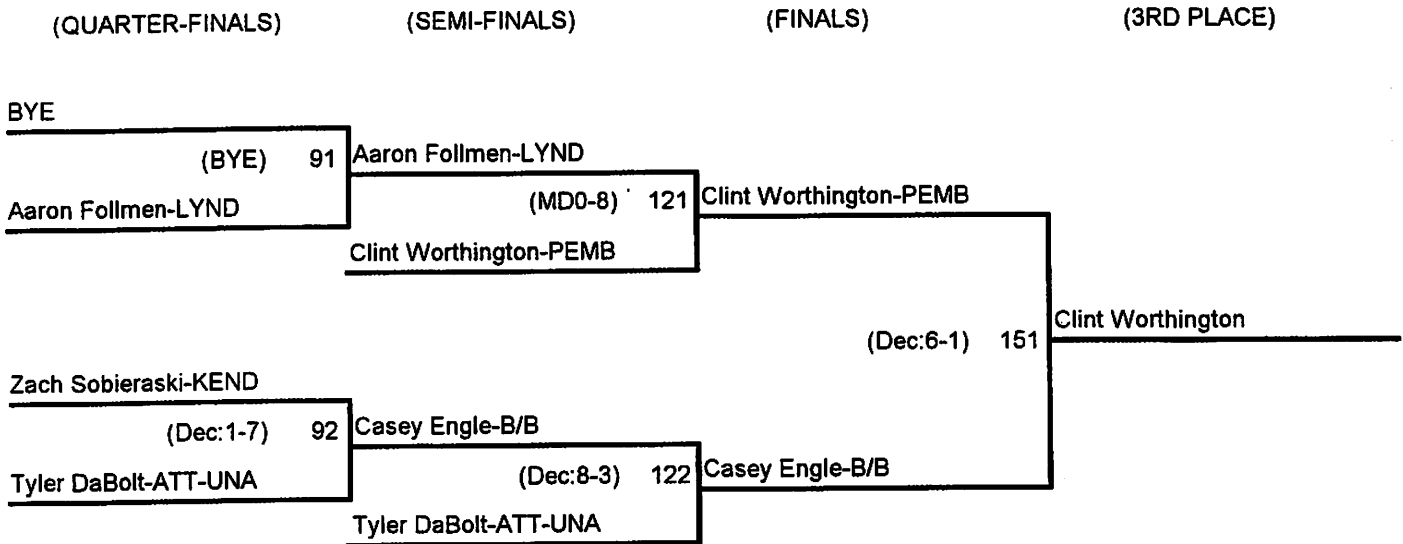 (QUARTER-FINALS) (SEMI-FINALS) (FINALS) (3RD PLACE)
BYE
(BYE) 91 Aaron Follmen-LYND
Aaron Follmen-LYND
(MD0-8) 121 Clint Worthington-PEMB
Clint Worthington-PEMB
(Dec:6-1) 151 Clint Worthington
Zach Sobieraski-KEND
(Dec:1-7) 92 Casey Engle-B/B
Tyler DaBolt-ATT-UNA
(Dec:8-3) 122 Casey Engle-B/B
Tyler DaBolt-ATT-UNA